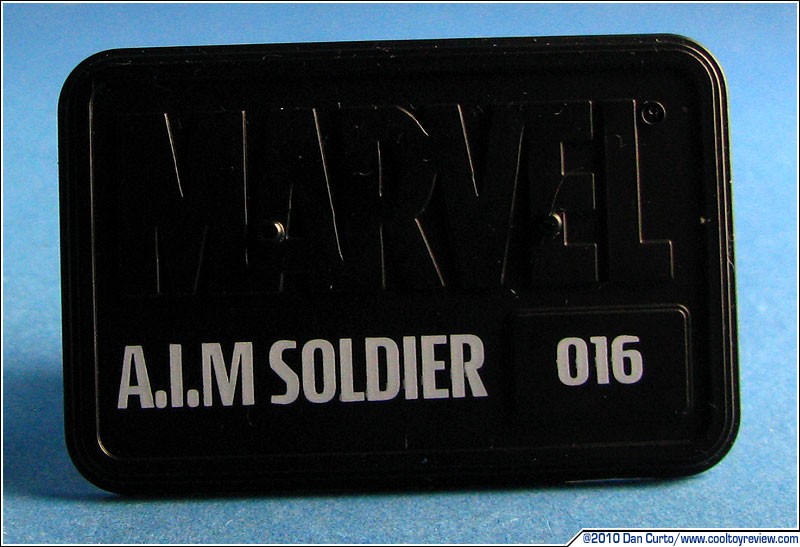 MARVEL®
A.I.M SOLDIER 016
©2010 Dan Curto/www.cooltoyreview.com